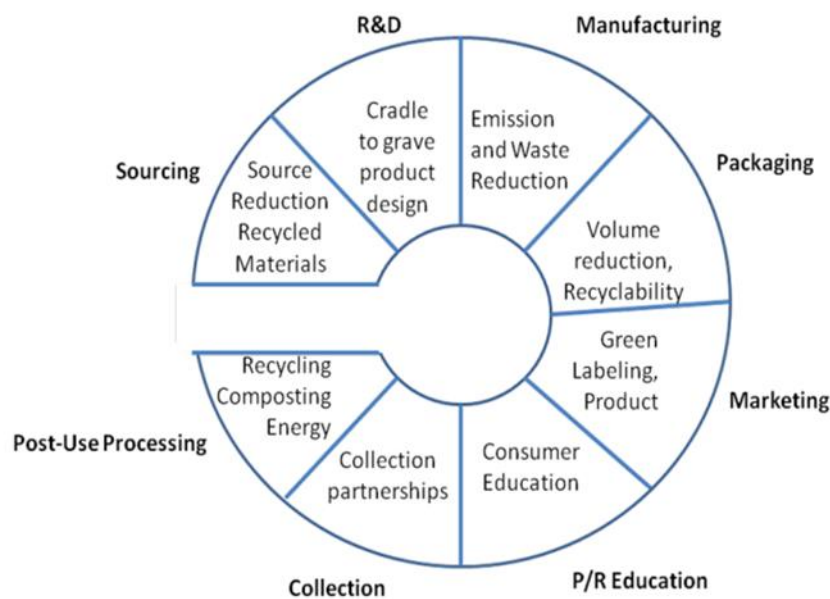 R&D
Manufacturing
Sourcing
Packaging
Cradle
to grave
product
design
Emission
and Waste
Reduction
Source
Reduction
Recycled
Materials
Volume
reduction,
Recyclability
Green
Labeling,
Product
Marketing
Recycling
Composting
Energy
Post-Use Processing
Collection
partnerships
Consumer
Education
Collection
P/R Education